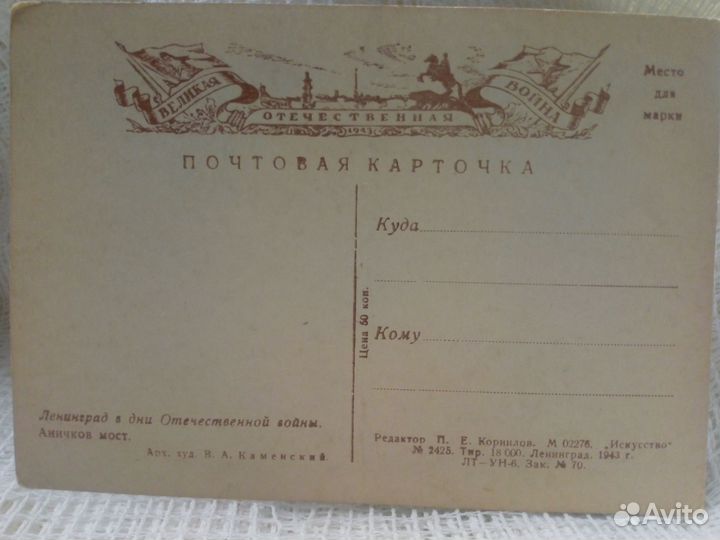 ВЕЛИКАЯ
ОТЕЧЕСТВЕННАЯ
ВОЙНА
1943
Место
для
марки
ПОЧТОВАЯ КАРТОЧКА
Куда
Кому
Цена 50 коп.
Ленинград в дни Отечественной войны.
Аничков мост.
Арх. худ. В. А. Каменский.
Редактор П. Е. Корнилов. М 02276. „Искусство“
№ 2425. Тир. 18 000. Ленинград. 1943 г.
ЛТ—УН-6. Зак. № 70.
Avito